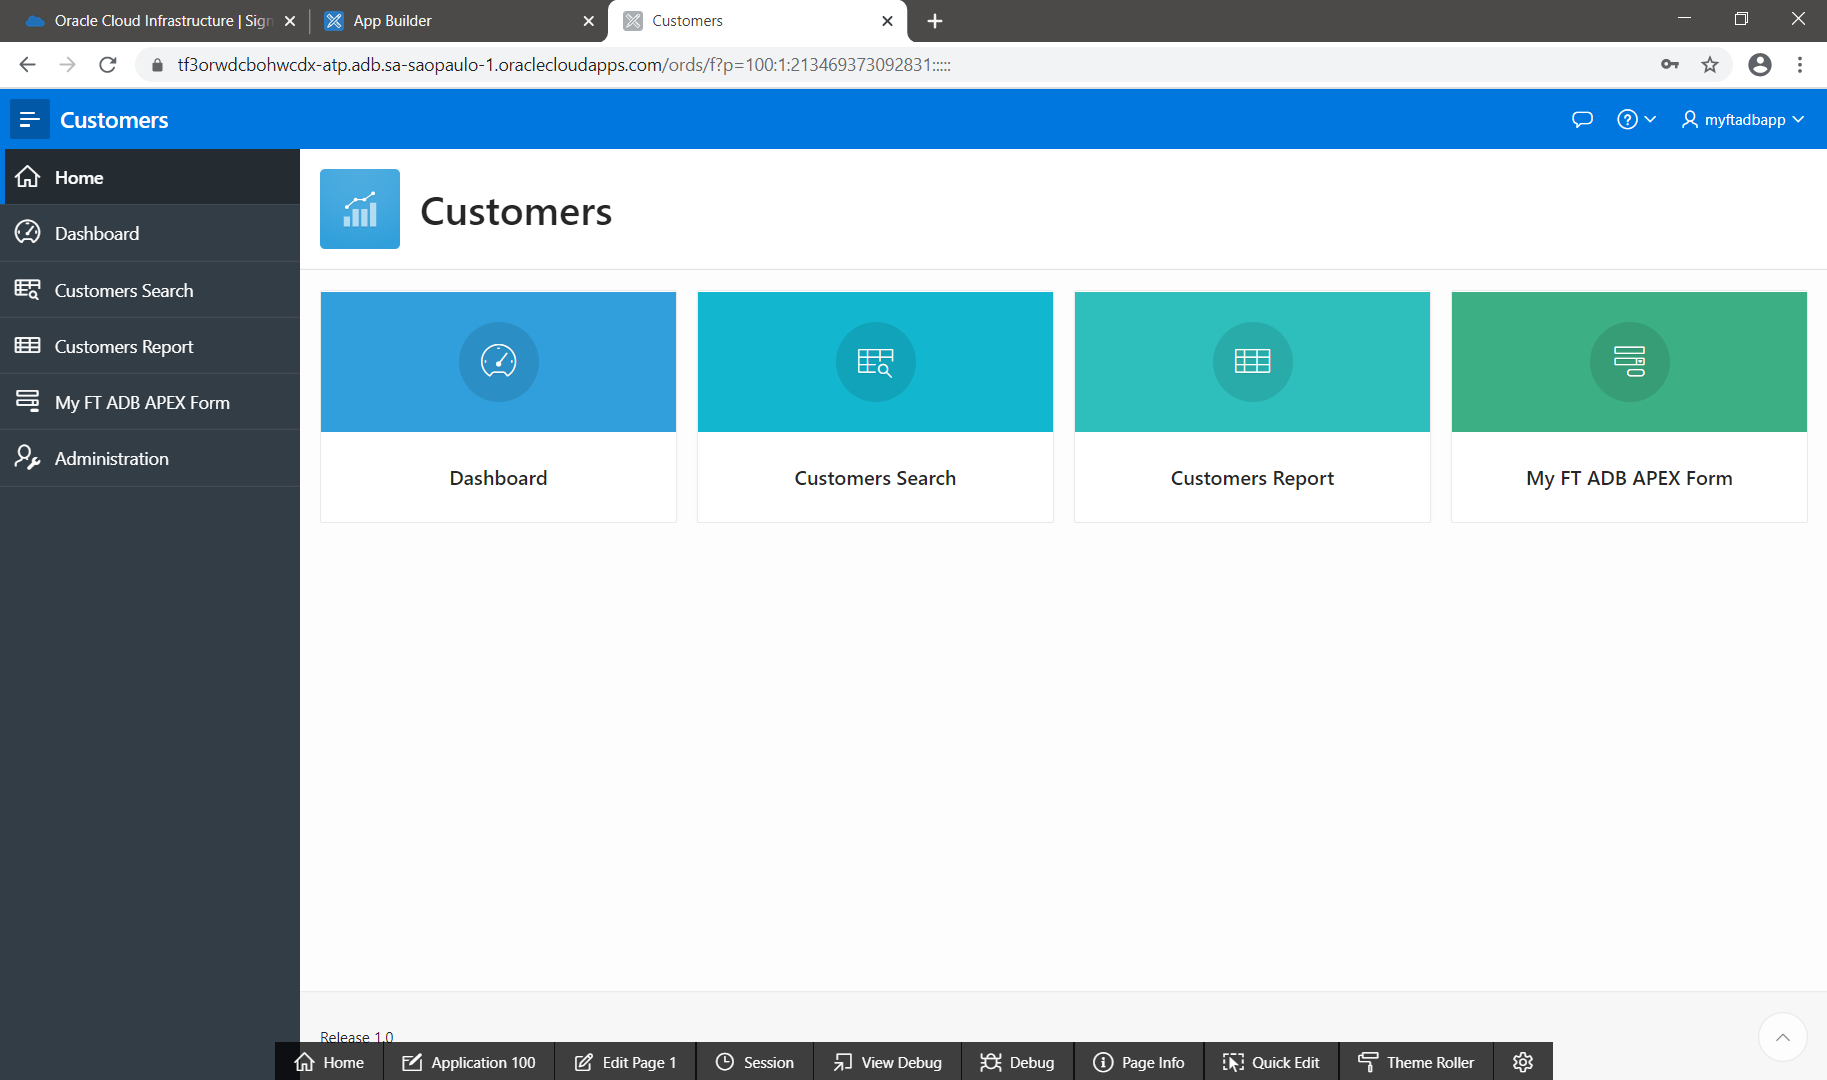 Oracle Cloud Infrastructure | Sign
App Builder
Customers
tf3orwdcbohwcdx-atp.adb.sa-saopaulo-1.oraclecloudapps.com/ords/f?p=100:1:213469373092831:::::
Customers
myftadbapp
Home
Dashboard
Customers Search
Customers Report
My FT ADB APEX Form
Administration
Customers
Dashboard
Customers Search
Customers Report
My FT ADB APEX Form
Release 1.0
Home
Application 100
Edit Page 1
Session
View Debug
Debug
Page Info
Quick Edit
Theme Roller